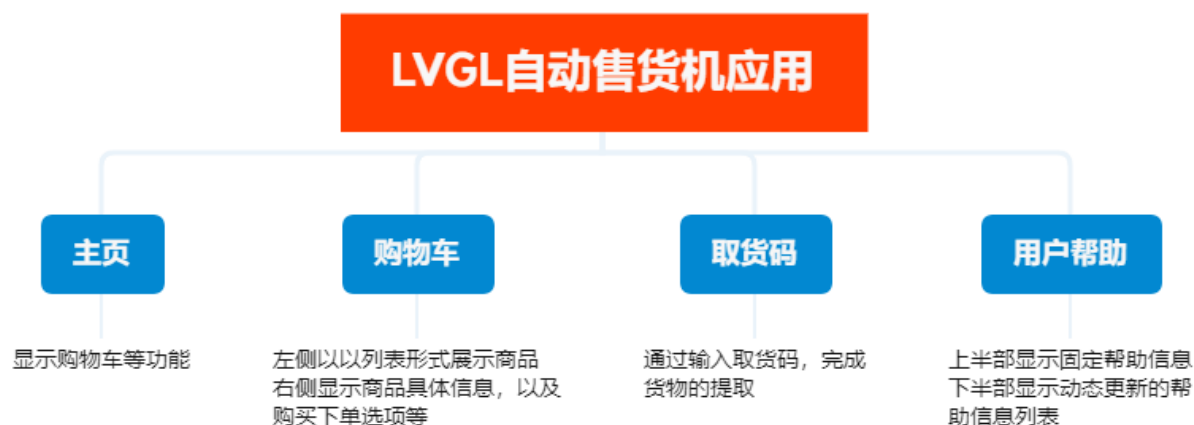 LVGL自动售货机应用
主页
购物车
取货码
用户帮助
显示购物车等功能
左侧以以列表形式展示商品
右侧显示商品具体信息，以及
购买下单选项等
通过输入取货码，完成
货物的提取
上半部显示固定帮助信息
下半部显示动态更新的帮
助信息列表